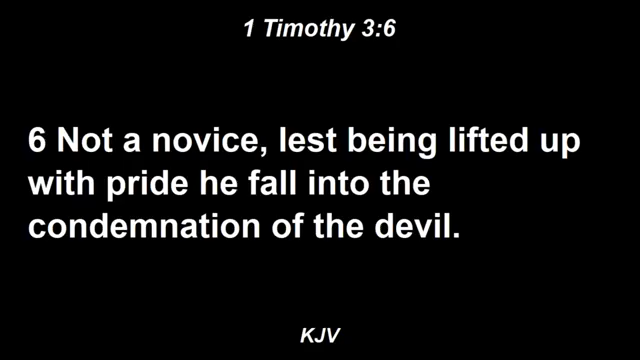 1 Timothy 3:6
6 Not a novice, lest being lifted up
with pride he fall into the
condemnation of the devil.
KJV